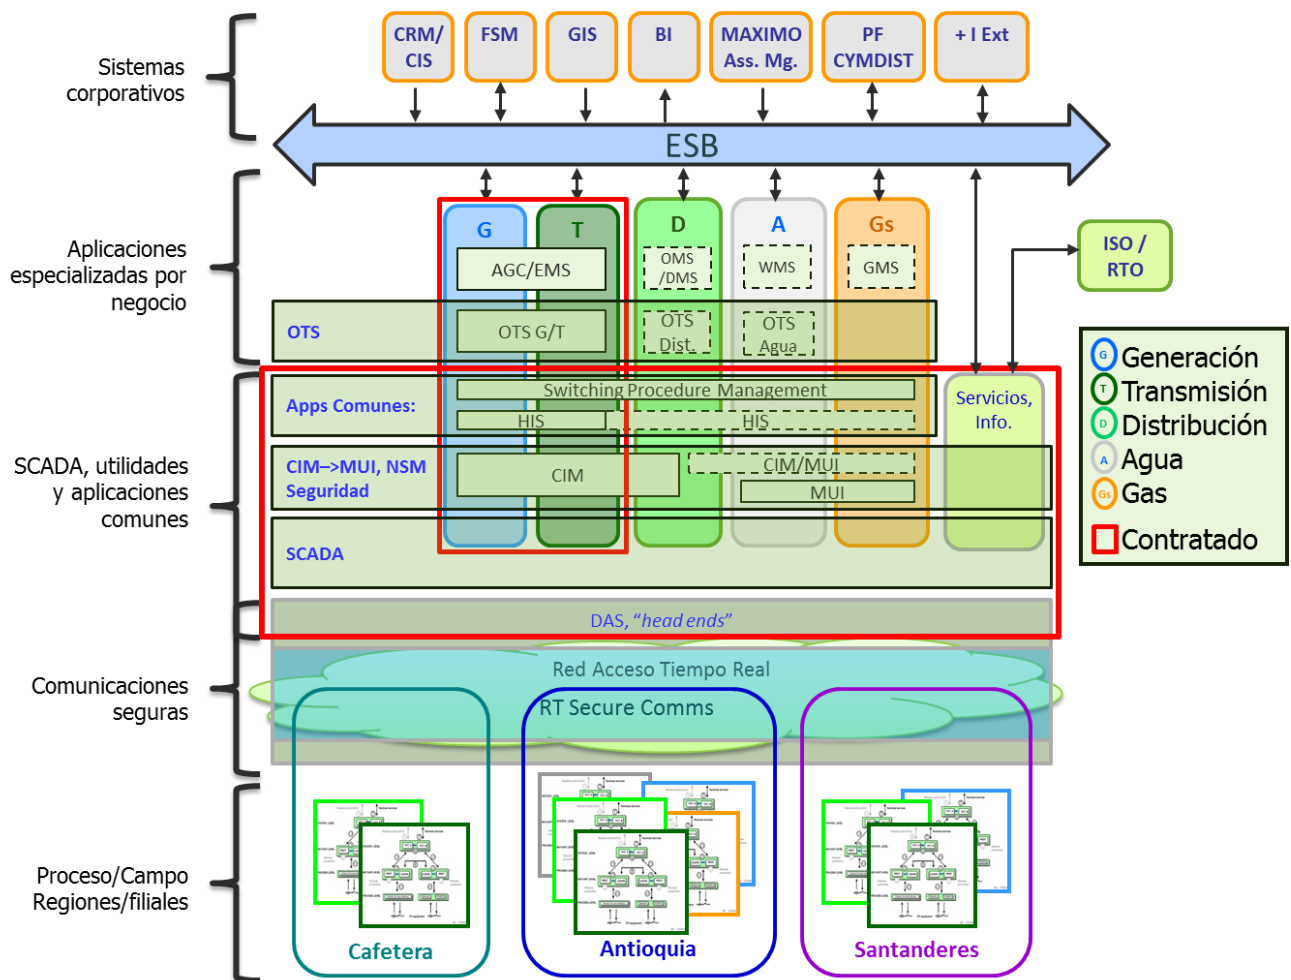 Sistemas
corporativos
CRM/
CIS
FSM
GIS
BI
MAXIMO
Ass. Mg.
PF
CYMDIST
+ I Ext
ESB
Aplicaciones
especializadas por
negocio
G
T
D
A
Gs
AGC/EMS
OMS
/DMS
WMS
GMS
ISO /
RTO
OTS
OTS G/T
OTS
Dist.
OTS
Agua
Generación
Transmisión
Distribución
Agua
Gas
Contratado
G
T
D
A
Gs
SCADA, utilidades
y aplicaciones
comunes
Apps Comunes:
Switching Procedure Management
HIS
HIS
Servicios,
Info.
CIM–>MUI, NSM
Seguridad
CIM
CIM/MUI
MUI
SCADA
DAS, “head ends”
Comunicaciones
seguras
Red Acceso Tiempo Real
RT Secure Comms
Proceso/Campo
Regiones/filiales
Cafetera
Antioquia
Santanderes